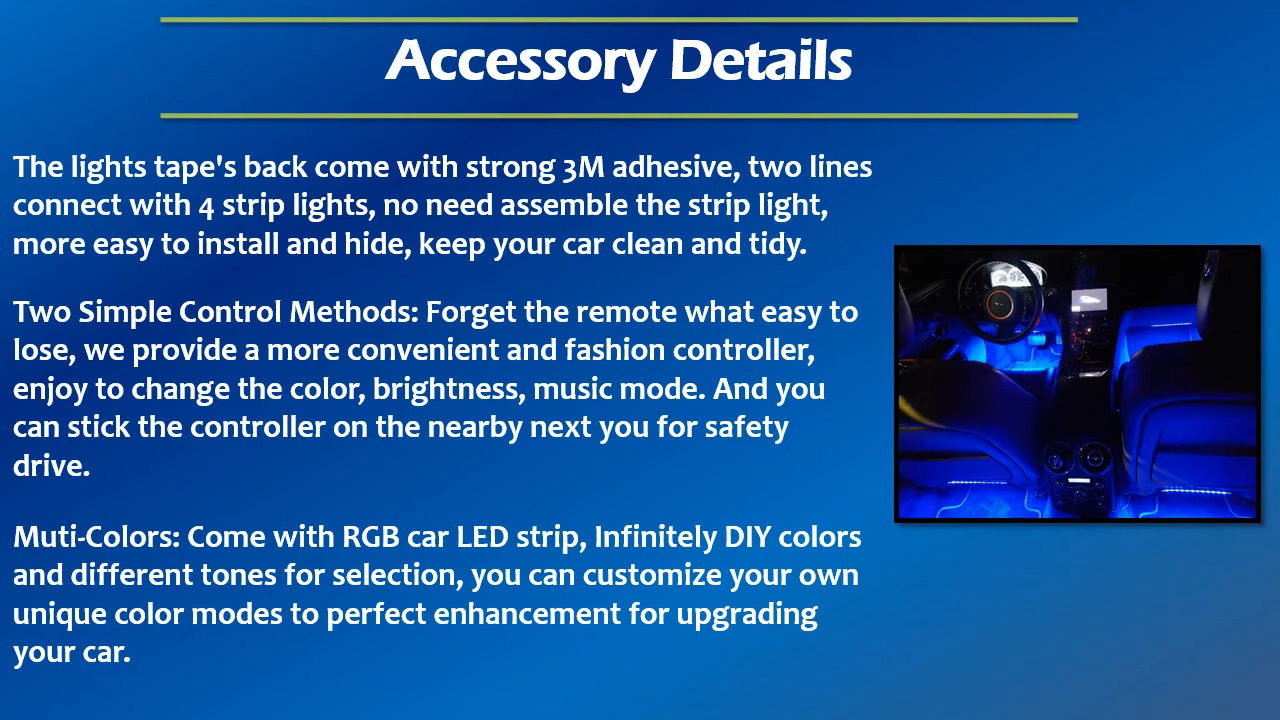 Accessory Details
The lights tape's back come with strong 3M adhesive, two lines
connect with 4 strip lights, no need assemble the strip light,
more easy to install and hide, keep your car clean and tidy.
Two Simple Control Methods: Forget the remote what easy to
lose, we provide a more convenient and fashion controller,
enjoy to change the color, brightness, music mode. And you
can stick the controller on the nearby next you for safety
drive.
Muti-Colors: Come with RGB car LED strip, Infinitely DIY colors
and different tones for selection, you can customize your own
unique color modes to perfect enhancement for upgrading
your car.